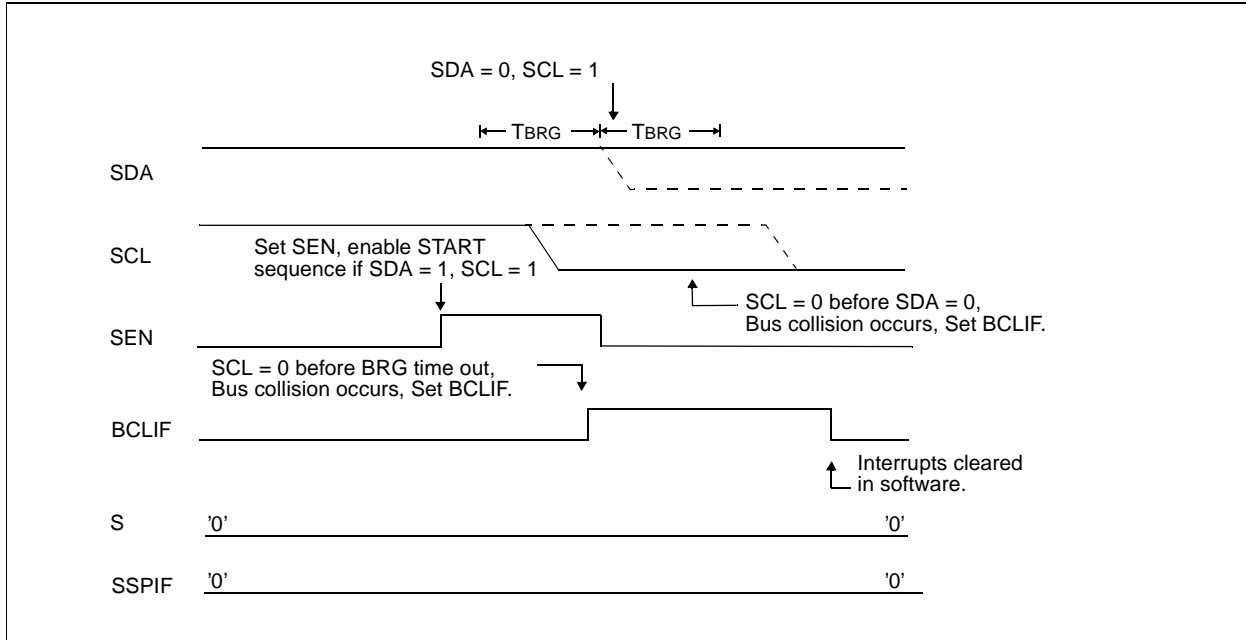 SDA = 0, SCL = 1
TBRG TBRG
SDA
SCL
Set SEN, enable START
sequence if SDA = 1, SCL = 1
SCL = 0 before SDA = 0,
Bus collision occurs, Set BCLIF.
SEN
SCL = 0 before BRG time out,
Bus collision occurs, Set BCLIF.
BCLIF
Interrupts cleared
in software.
S '0' '0'
SSPIF '0' '0'